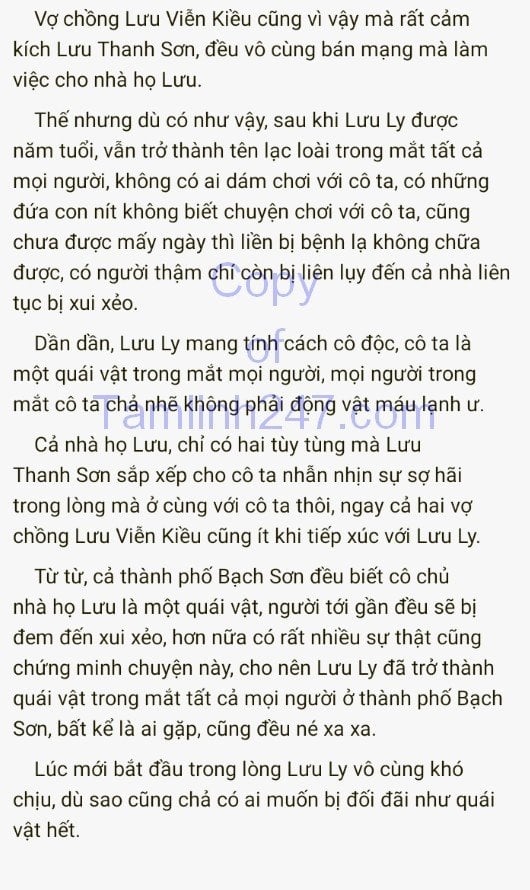 Vợ chồng Lưu Viễn Kiều cũng vì vậy mà rất cảm
kích Lưu Thanh Sơn, đều vô cùng bán mạng mà làm
việc cho nhà họ Lưu.
Thế nhưng dù có như vậy, sau khi Lưu Ly được
năm tuổi, vẫn trở thành tên lạc loài trong mắt tất cả
mọi người, không có ai dám chơi với cô ta, có những
đứa con nít không biết chuyện chơi với cô ta, cũng
chưa được mấy ngày thì liền bị bệnh lạ không chữa
được, có người thậm chí còn bị liên lụy đến cả nhà liên
tục bị xui xẻo.
Copy
of
Tamlinh247.com
Dần dần, Lưu Ly mang tính cách cô độc, cô ta là
một quái vật trong mắt mọi người, mọi người trong
mắt cô ta chả nhẽ không phải động vật máu lạnh ư.
Cả nhà họ Lưu, chỉ có hai tùy tùng mà Lưu
Thanh Sơn sắp xếp cho cô ta nhẫn nhịn sự sợ hãi
trong lòng mà ở cùng với cô ta thôi, ngay cả hai vợ
chồng Lưu Viễn Kiều cũng ít khi tiếp xúc với Lưu Ly.
Từ từ, cả thành phố Bạch Sơn đều biết cô chủ
nhà họ Lưu là một quái vật, người tới gần đều sẽ bị
đem đến xui xẻo, hơn nữa có rất nhiều sự thật cũng
chứng minh chuyện này, cho nên Lưu Ly đã trở thành
quái vật trong mắt tất cả mọi người ở thành phố Bạch
Sơn, bất kể là ai gặp, cũng đều né xa xa.
Lúc mới bắt đầu trong lòng Lưu Ly vô cùng khó
chịu, dù sao cũng chả có ai muốn bị đối đãi như quái
vật hết.